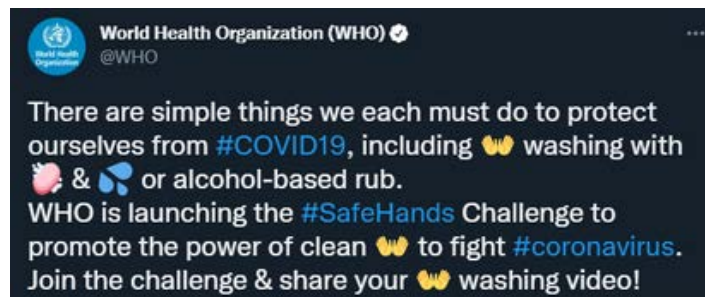 World Health Organization (WHO)
@WHO
There are simple things we each must do to protect
ourselves from #COVID19, including 👐 washing with
🧼 & 💦 or alcohol-based rub.
WHO is launching the #SafeHands Challenge to
promote the power of clean 👐 to fight #coronavirus.
Join the challenge & share your 👐 washing video!